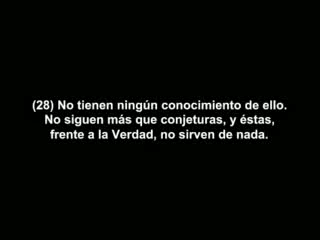 (28) No tienen ningún conocimiento de ello.
No siguen más que conjeturas, y éstas,
frente a la Verdad, no sirven de nada.